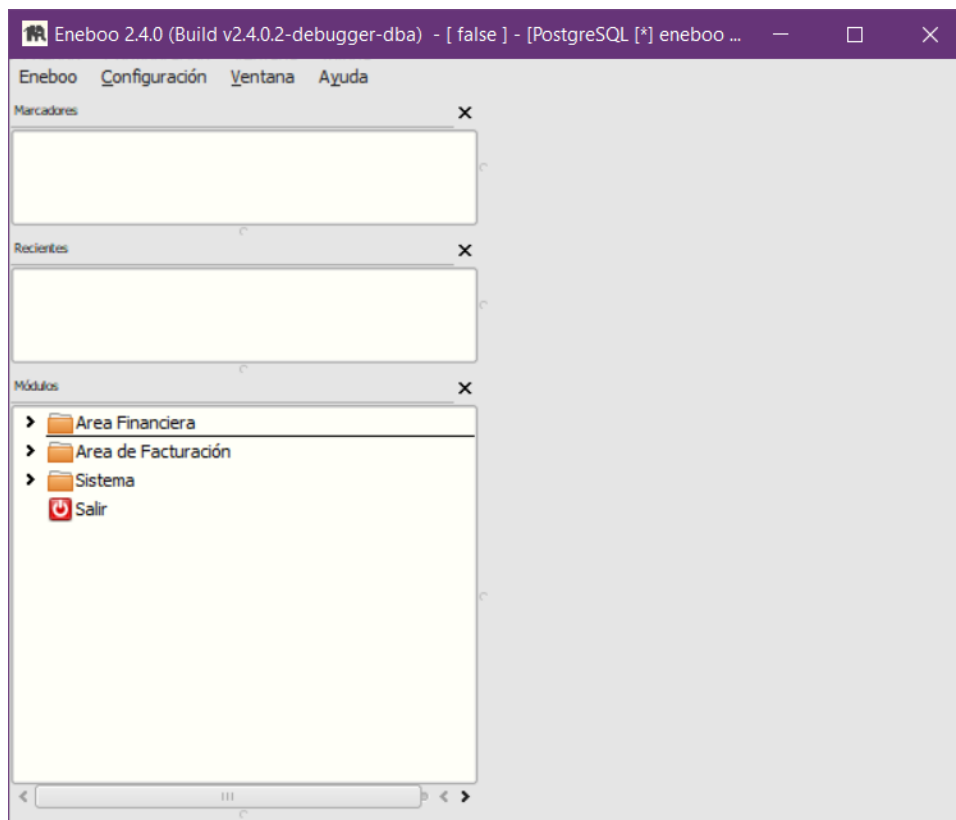 Eneboo 2.4.0 (Build v2.4.0.2-debugger-dba) - [ false ] - [PostgreSQL [*] eneboo ...
Eneboo Configuración Ventana Ayuda
Marcadores
Recientes
Módulos
Area Financiera
Area de Facturación
Sistema
Salir